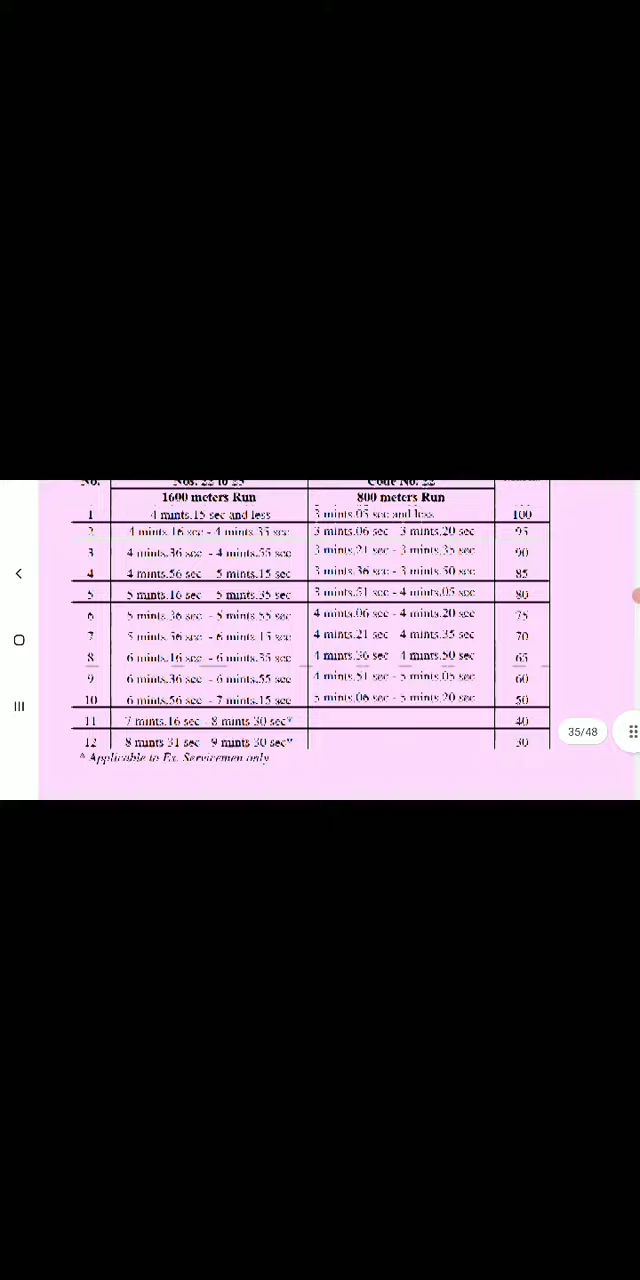 No. Nos. 22 to 25 Code No. 22
1600 meters Run 800 meters Run
1 4 mints.15 sec and less 3 mints.05 sec and less 100
2 4 mints.16 sec - 4 mints.35 sec 3 mints.06 sec 3 mints.20 sec 95
3 4 mints.36 sec - 4 mints.55 sec 3 mints.21 sec - 3 mints.35 sec 90
4 4 mints.56 sec 5 mints.15 sec 3 mints.36 sec - 3 mints.50 sec 85
5 5 mints.16 sec 5 mints.35 sec 3 mints.51 sec - 4 mints.05 sec 80
6 5 mints.36 sec - 5 mints.55 sec 4 mints.06 sec - 4 mints.20 sec 75
7 5 mints.56 sec - 6 mints.15 sec 4 mints.21 sec 4 mints.35 sec 70
8 6 mints.16 sec - 6 mints.35 sec 4 mints.36 sec 4 mints.50 sec 65
9 6 mints.36 sec - 6 mints.55 sec 4 mints.51 sec - 5 mints.05 sec 60
10 6 mints.56 sec - 7 mints.15 sec 5 mints.06 sec - 5 mints.20 sec 50
11 7 mints.16 sec - 8 mints 30 sec* 40
12 8 mints 31 sec 9 mints 30 sec* 30
* Applicable to Ex. Servicemen only
35/48